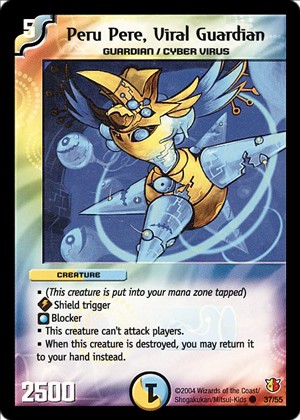 5
Peru Pere, Viral Guardian
GUARDIAN / CYBER VIRUS
CREATURE
▪ (This creature is put into your mana zone tapped)
▪ Shield trigger
▪ Blocker
▪ This creature can't attack players.
▪ When this creature is destroyed, you may return
it to your hand instead.
2500
1
©2004 Wizards of the Coast/
Shogakukan/Mitsui-Kids ● 37/55